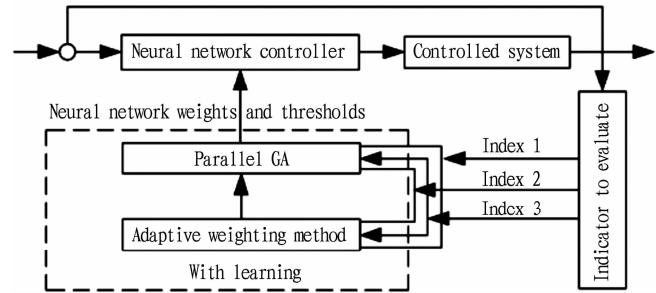 Neural network controller
Controlled system
Neural network weights and thresholds
Parallel GA
Adaptive weighting method
With learning
Index 1
Index 2
Indcx 3
Indicator to evaluate